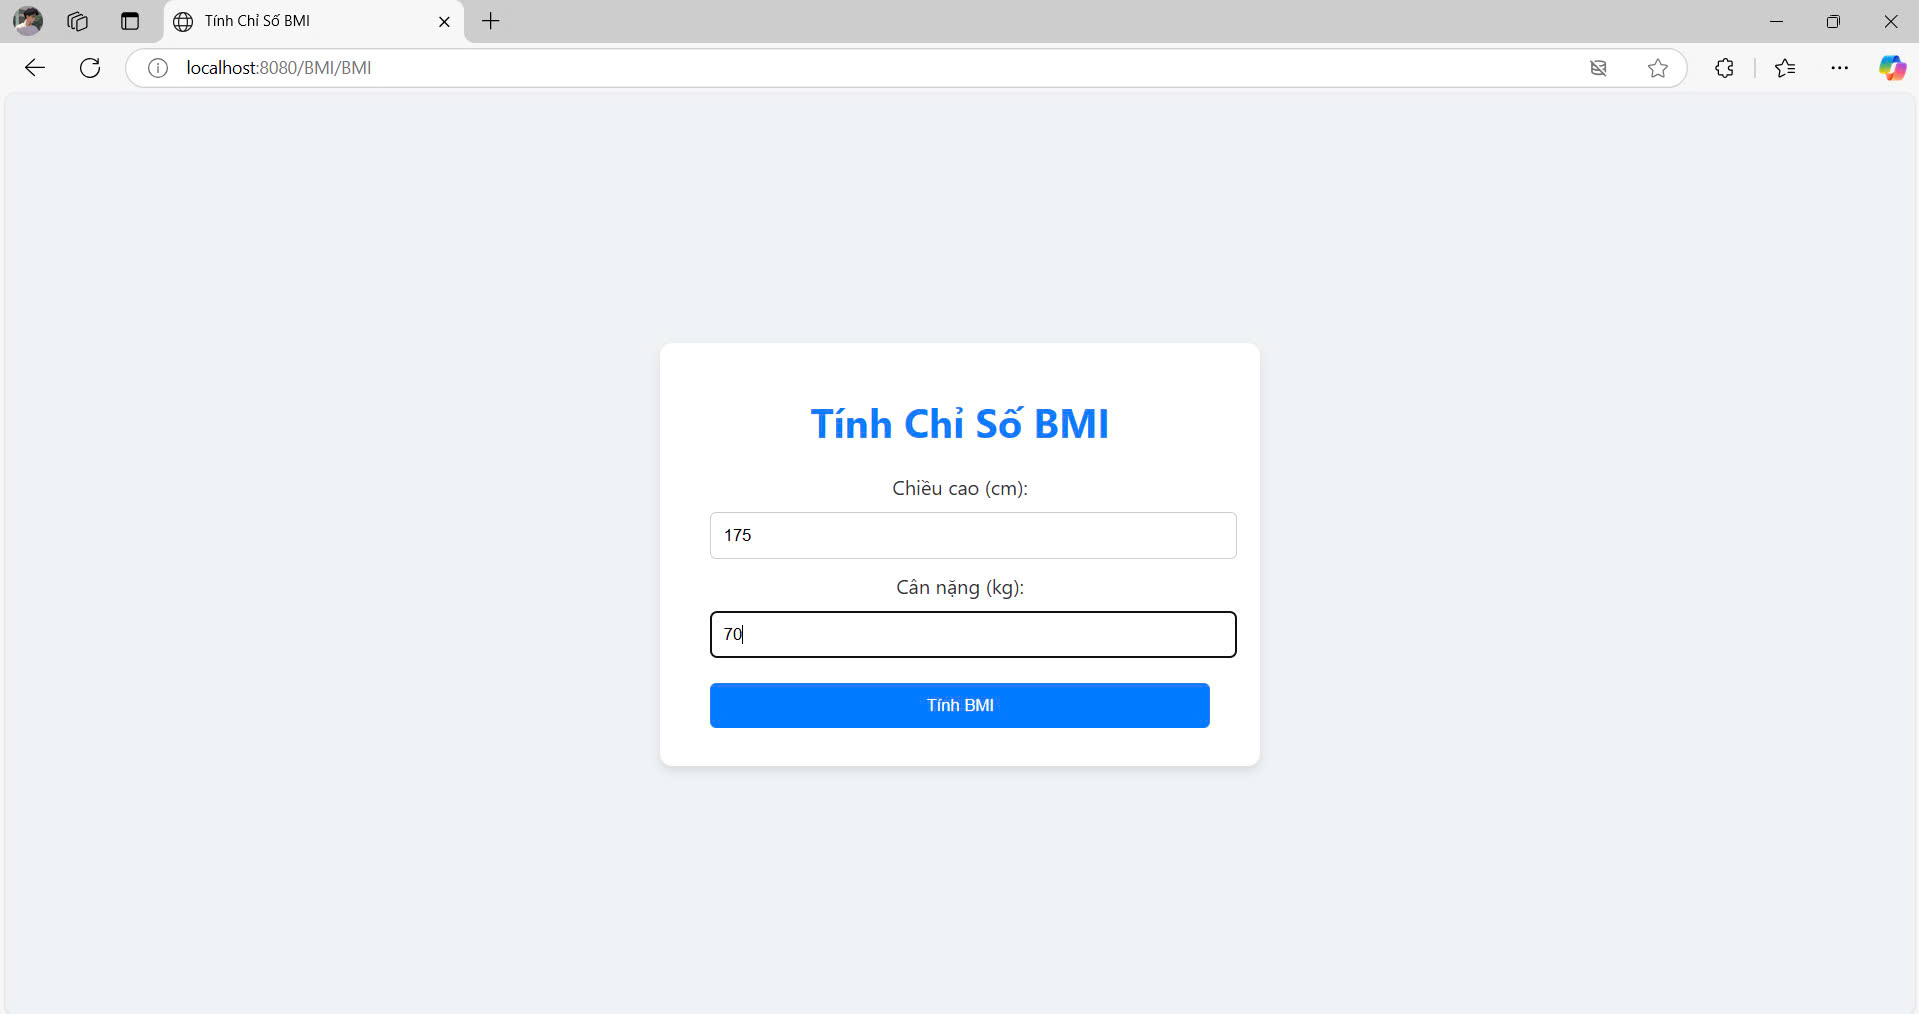 Tính Chỉ Số BMI
localhost:8080/BMI/BMI
Tính Chỉ Số BMI
Chiều cao (cm):
175
Cân nặng (kg):
70
Tính BMI